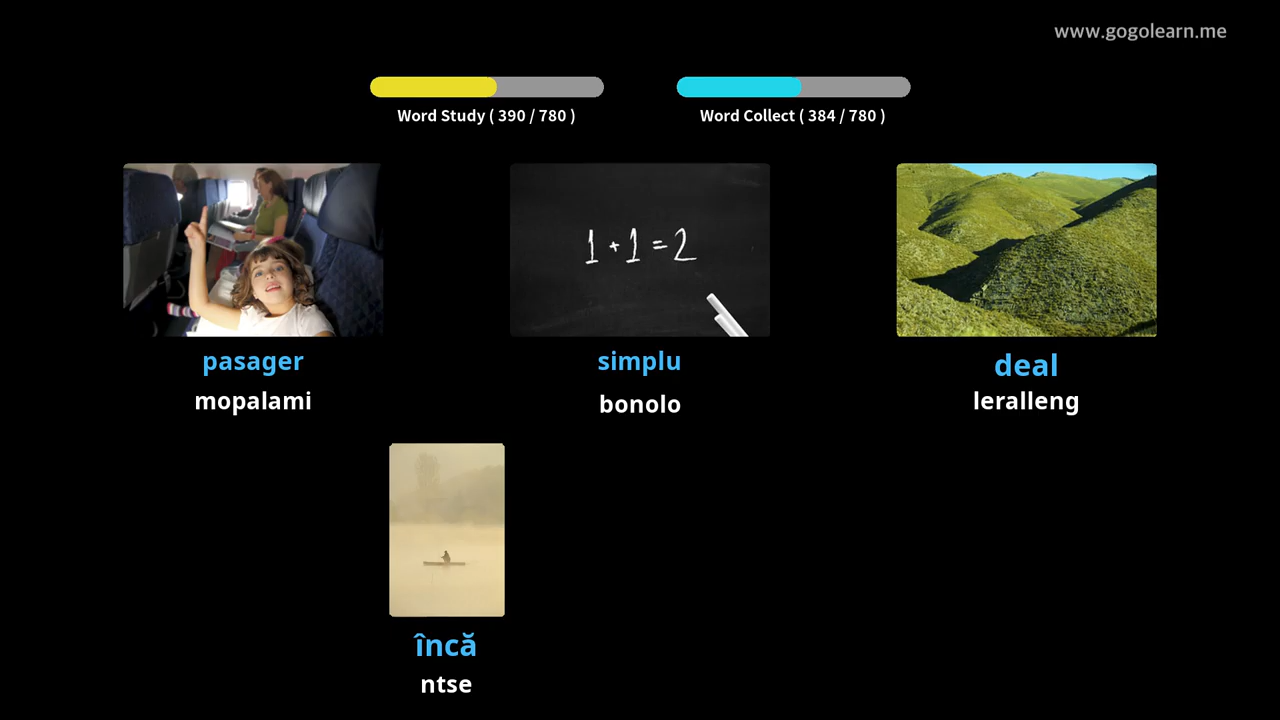 www.gogolearn.me
Word Study ( 390 / 780 )
Word Collect ( 384 / 780 )
1 + 1 = 2
pasager
mopalami
simplu
bonolo
deal
leralleng
încă
ntse